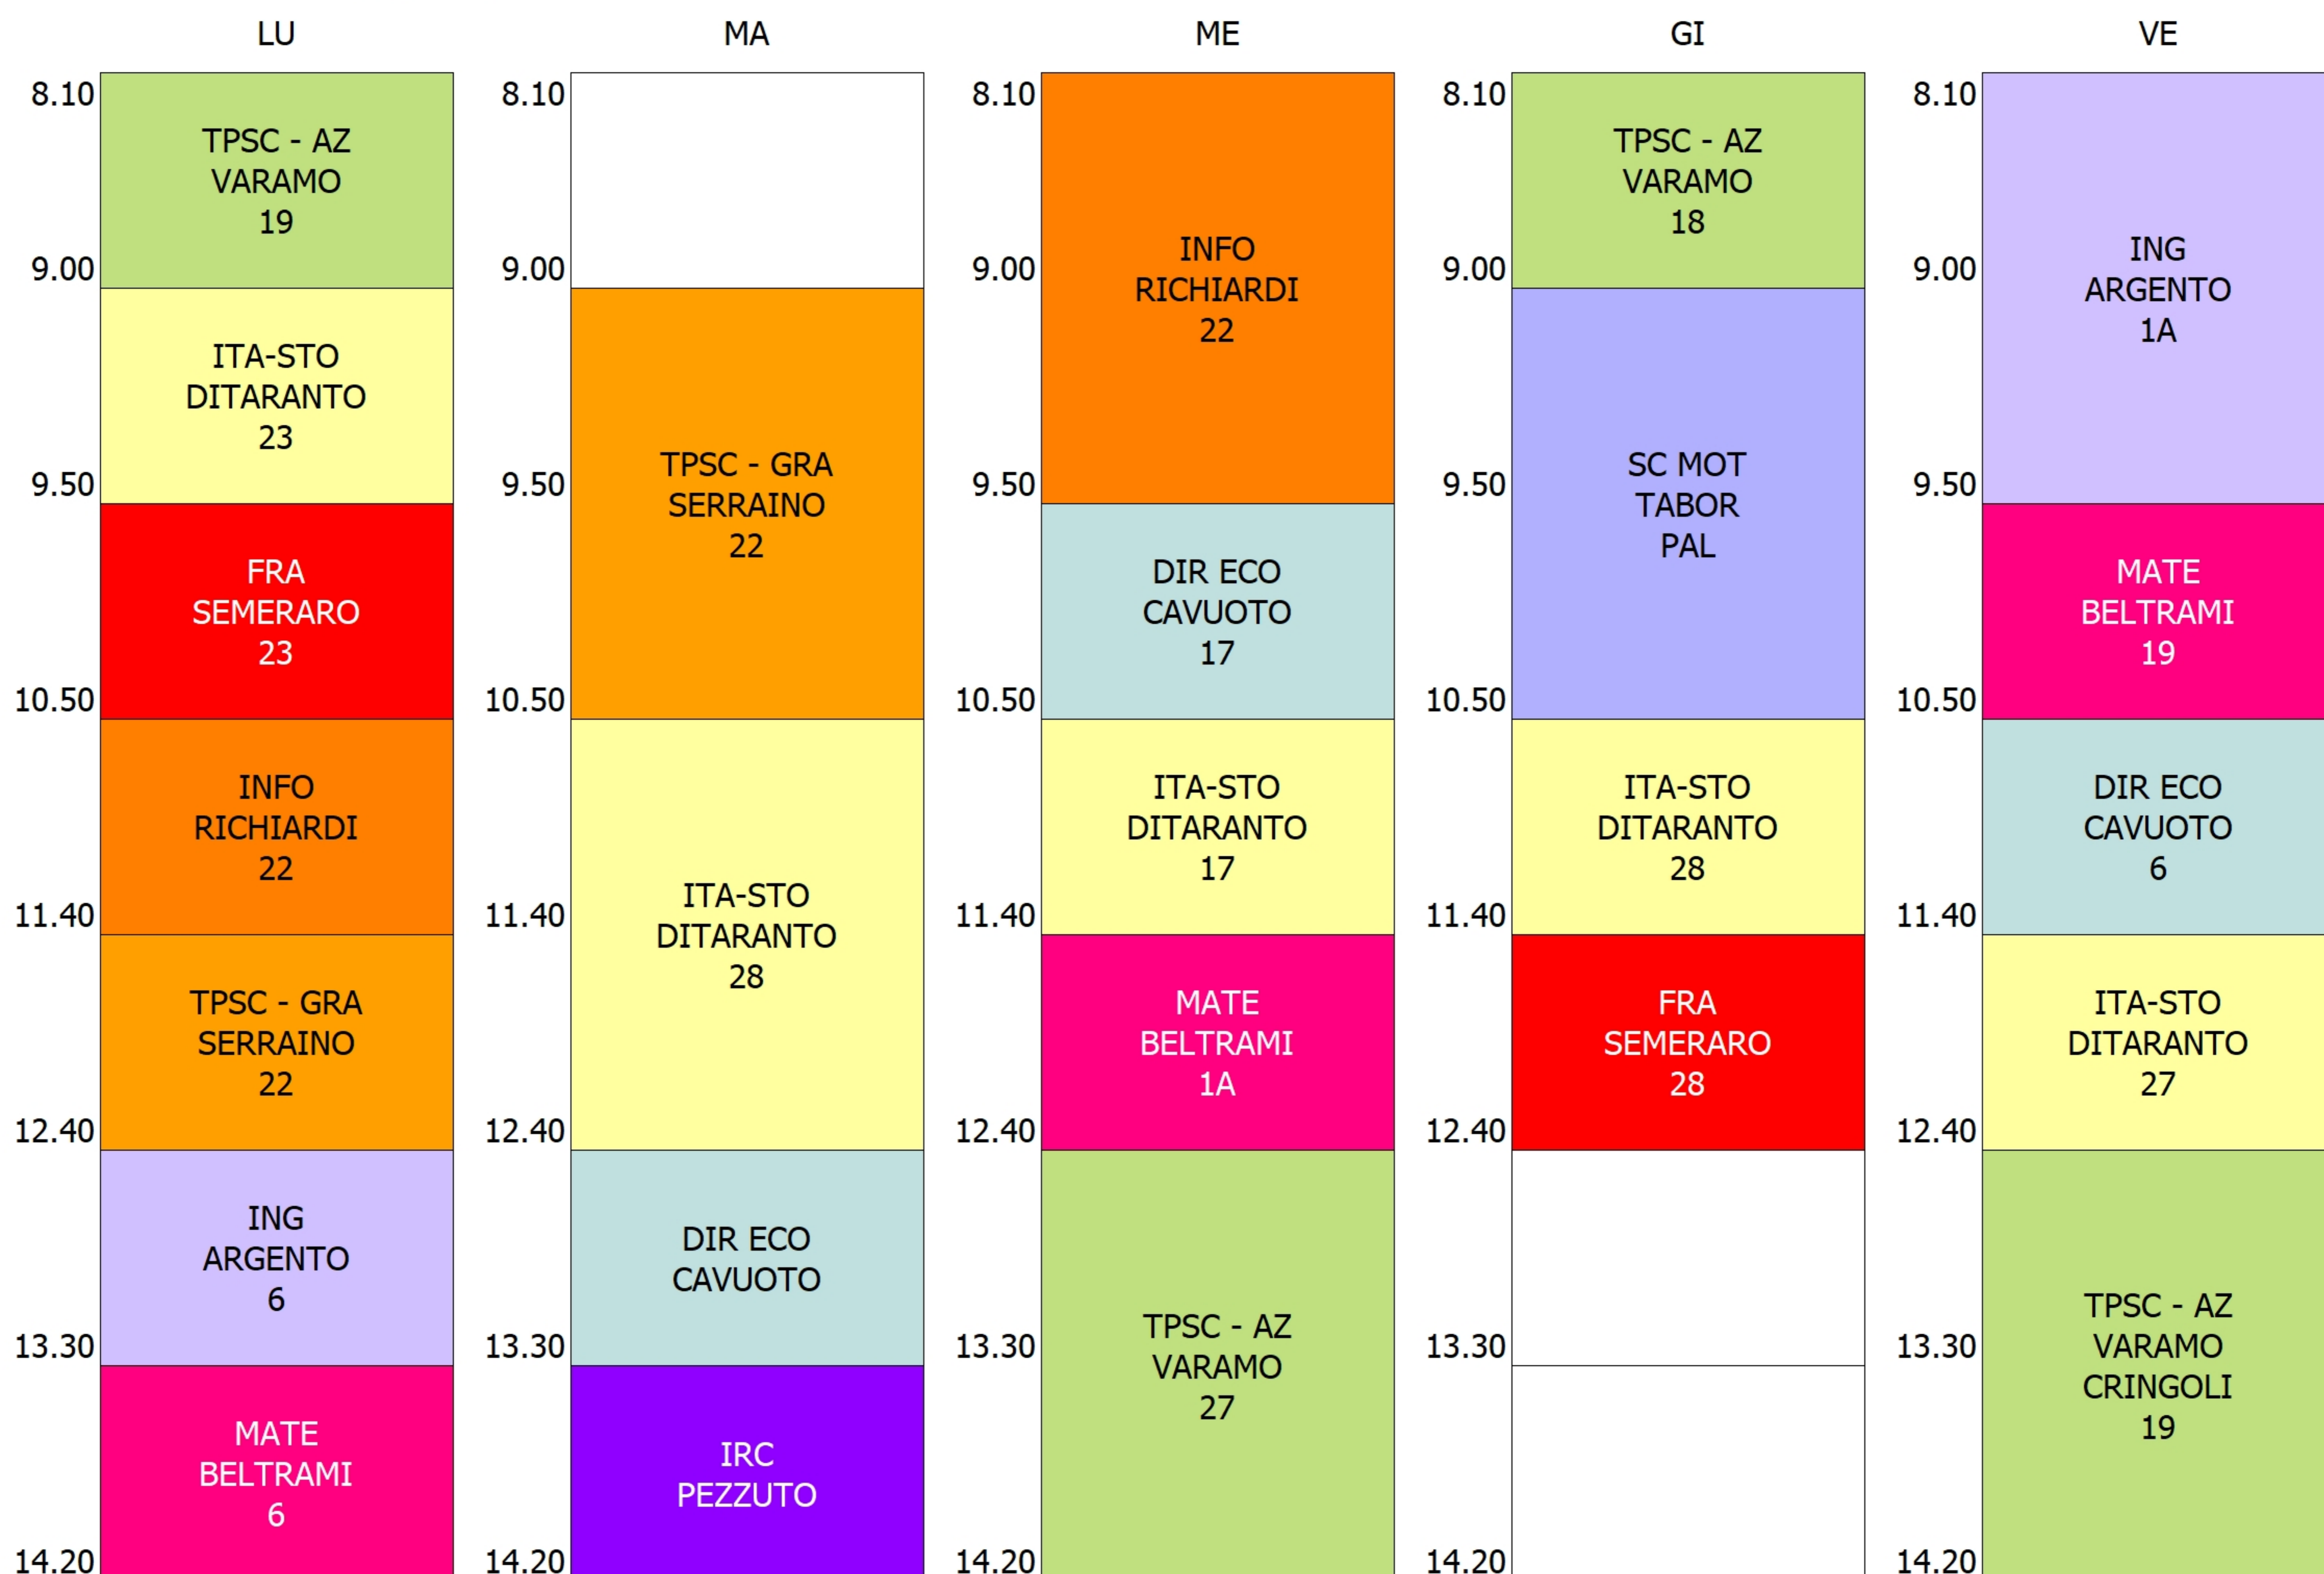 LU
8.10
TPSC - AZ
VARAMO
19
9.00
ITA-STO
DITARANTO
23
9.50
FRA
SEMERARO
23
10.50
INFO
RICHIARDI
22
11.40
TPSC - GRA
SERRAINO
22
12.40
ING
ARGENTO
6
13.30
MATE
BELTRAMI
6
14.20
MA
8.10
9.00
TPSC - GRA
SERRAINO
22
9.50
10.50
ITA-STO
DITARANTO
28
11.40
12.40
DIR ECO
CAVUOTO
13.30
IRC
PEZZUTO
14.20
ME
8.10
INFO
RICHIARDI
22
9.00
9.50
DIR ECO
CAVUOTO
17
10.50
ITA-STO
DITARANTO
17
11.40
MATE
BELTRAMI
1A
12.40
TPSC - AZ
VARAMO
27
13.30
14.20
GI
8.10
TPSC - AZ
VARAMO
18
9.00
SC MOT
TABOR
PAL
9.50
10.50
ITA-STO
DITARANTO
28
11.40
FRA
SEMERARO
28
12.40
13.30
14.20
VE
8.10
ING
ARGENTO
1A
9.00
9.50
MATE
BELTRAMI
19
10.50
DIR ECO
CAVUOTO
6
11.40
ITA-STO
DITARANTO
27
12.40
TPSC - AZ
VARAMO
CRINGOLI
19
13.30
14.20